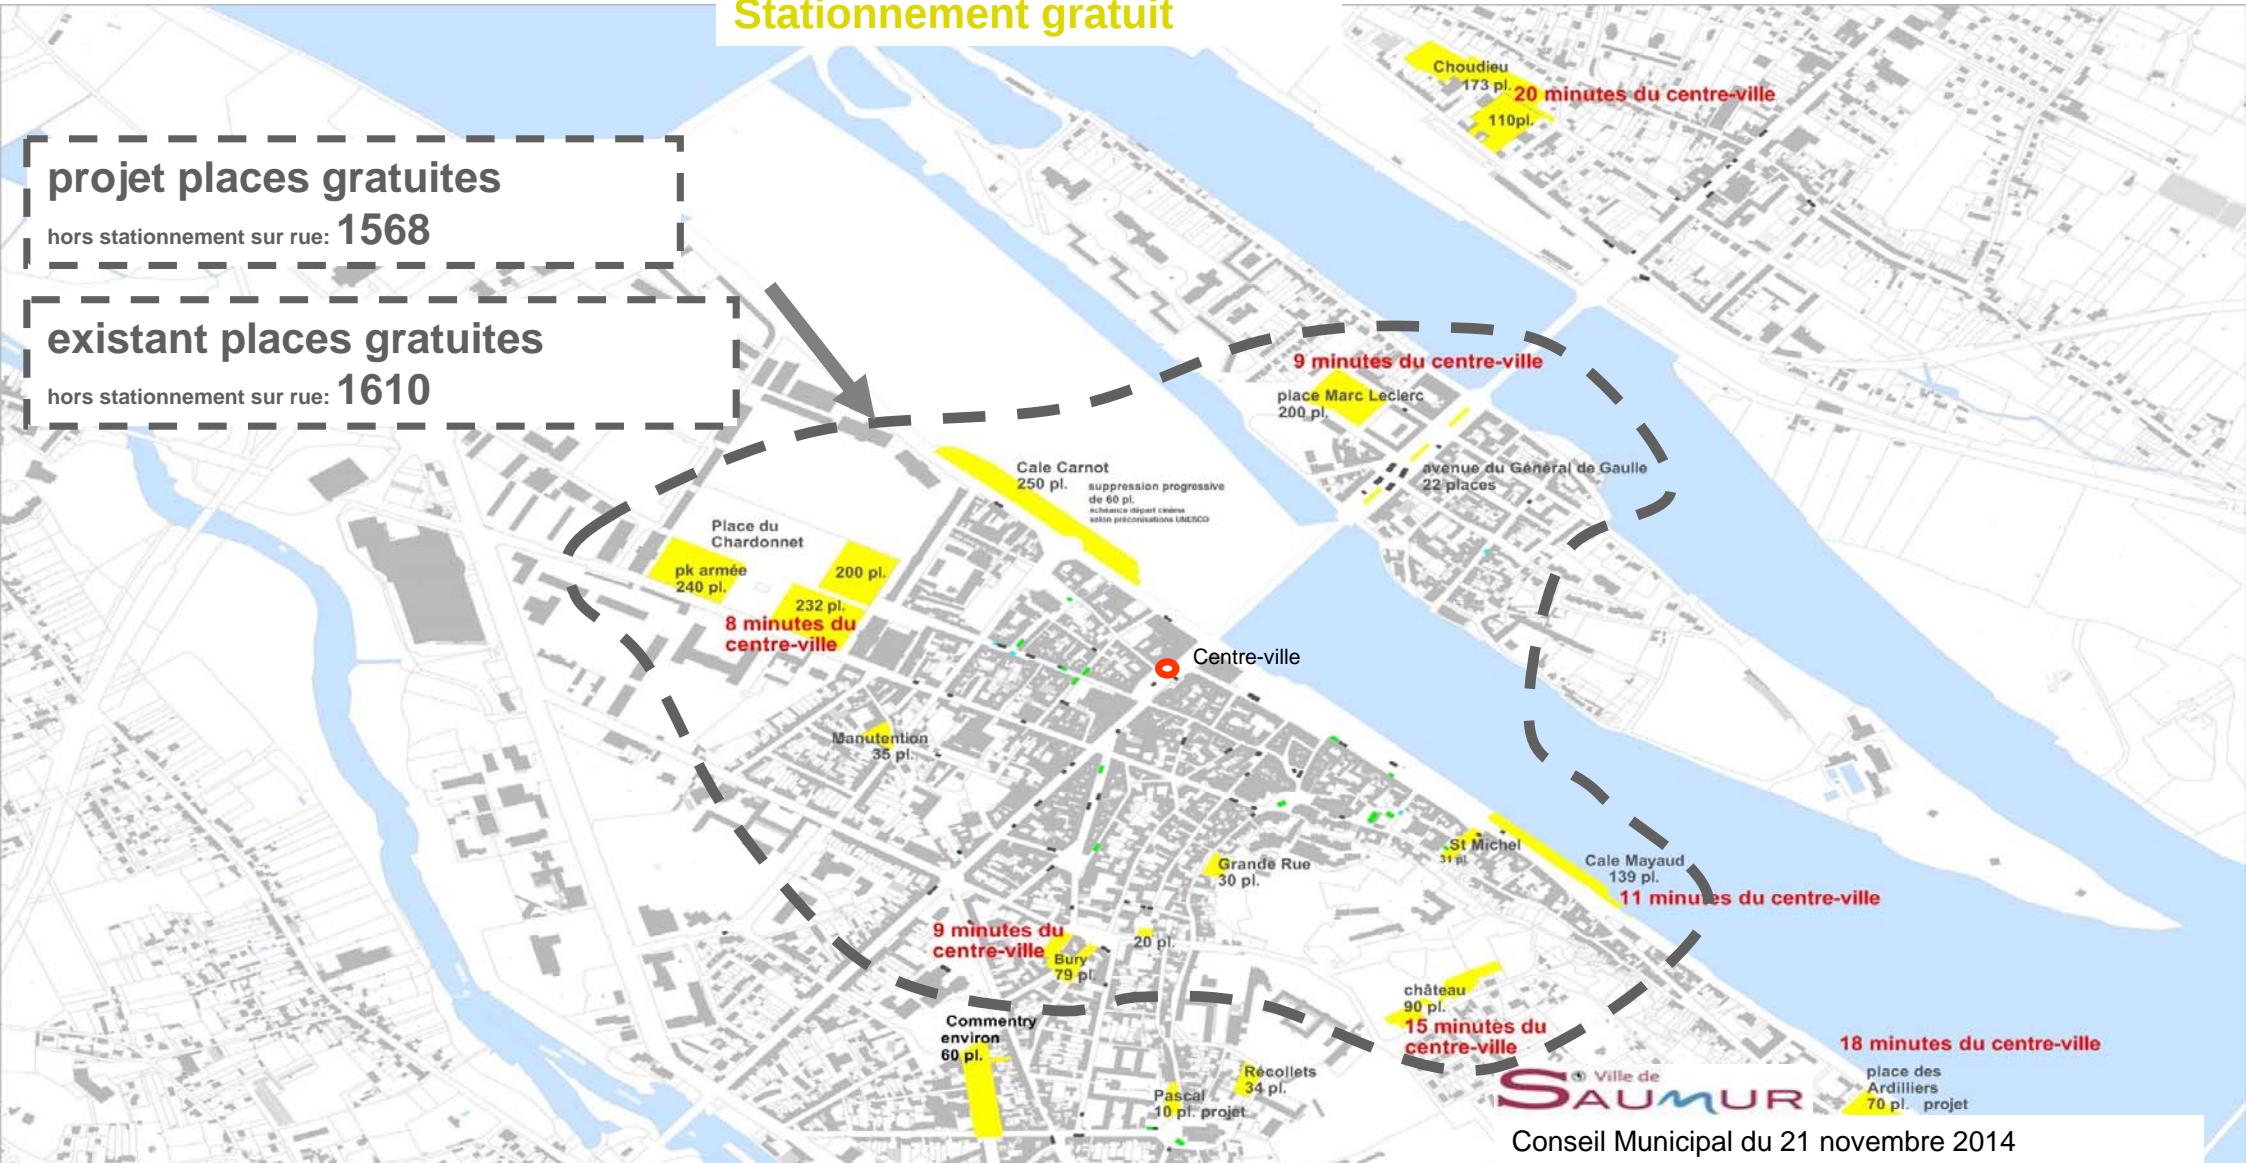 Stationnement gratuit
projet places gratuites
hors stationnement sur rue: 1568
existant places gratuites
hors stationnement sur rue: 1610
Choudieu
173 pl.
20 minutes du centre-ville
110pl.
9 minutes du centre-ville
place Marc Leclerc
200 pl.
avenue du Général de Gaulle
22 places
Cale Carnot
250 pl.
suppression progressive
de 60 pl.
échéance départ cinéma
selon préconisations UNESCO
Place du
Chardonnet
pk armée
240 pl.
200 pl.
232 pl.
8 minutes du
centre-ville
Centre-ville
Manutention
35 pl.
Grande Rue
30 pl.
St Michel
31 pl.
Cale Mayaud
139 pl.
11 minutes du centre-ville
9 minutes du
centre-ville
Bury
79 pl.
20 pl.
château
90 pl.
15 minutes du
centre-ville
Commentry
environ
60 pl.
Pascal
10 pl. projet
Récollets
34 pl.
18 minutes du centre-ville
place des
Ardilliers
70 pl. projet
Ville de
SAUMUR
Conseil Municipal du 21 novembre 2014